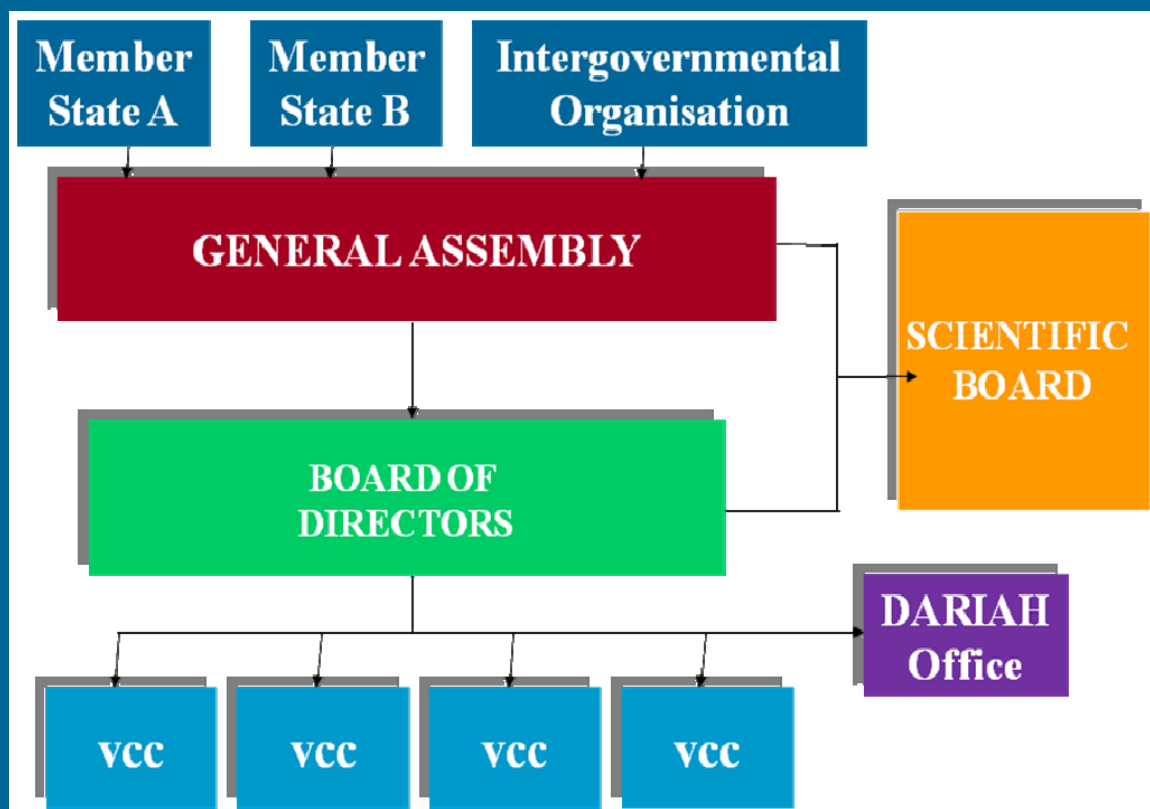 Member
State A
Member
State B
Intergovernmental
Organisation
GENERAL ASSEMBLY
SCIENTIFIC
BOARD
BOARD OF
DIRECTORS
DARIAH
Office
VCC
VCC
VCC
VCC